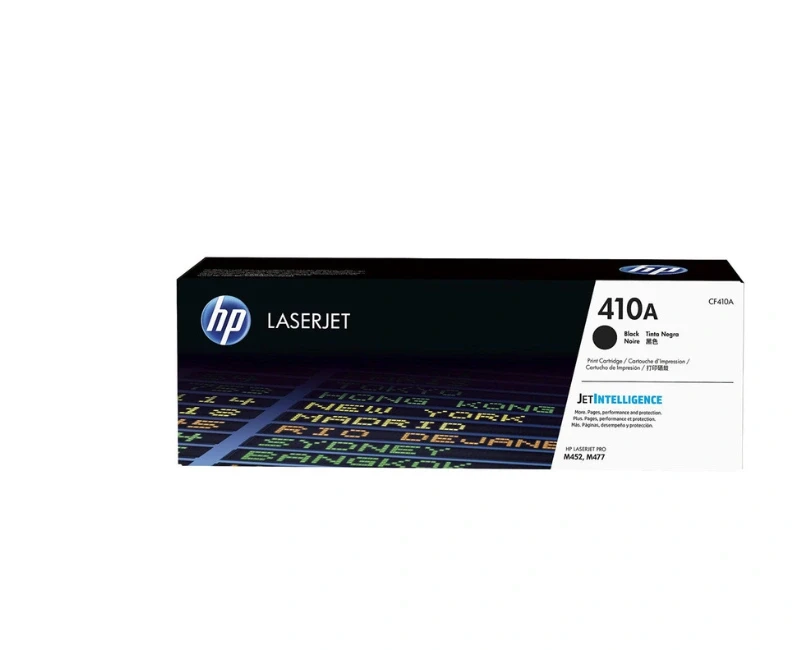 hp
hp
LASERJET
14
HONG KONG
13
NEW YORK
MADRID
RIO DE JANE
SYDNEY
BANGKOK
410A
CF410A
Black Tinta Negra
Noire 黑色
Print Cartridge / Cartouche d'Impression /
Cartucho de Impresión / 打印硒鼓
JETINTELLIGENCE
More. Pages, performance and protection.
Plus. Pages, performance et protection.
Más. Páginas, desempeño y protección.
HP LASERJET PRO
M452, M477